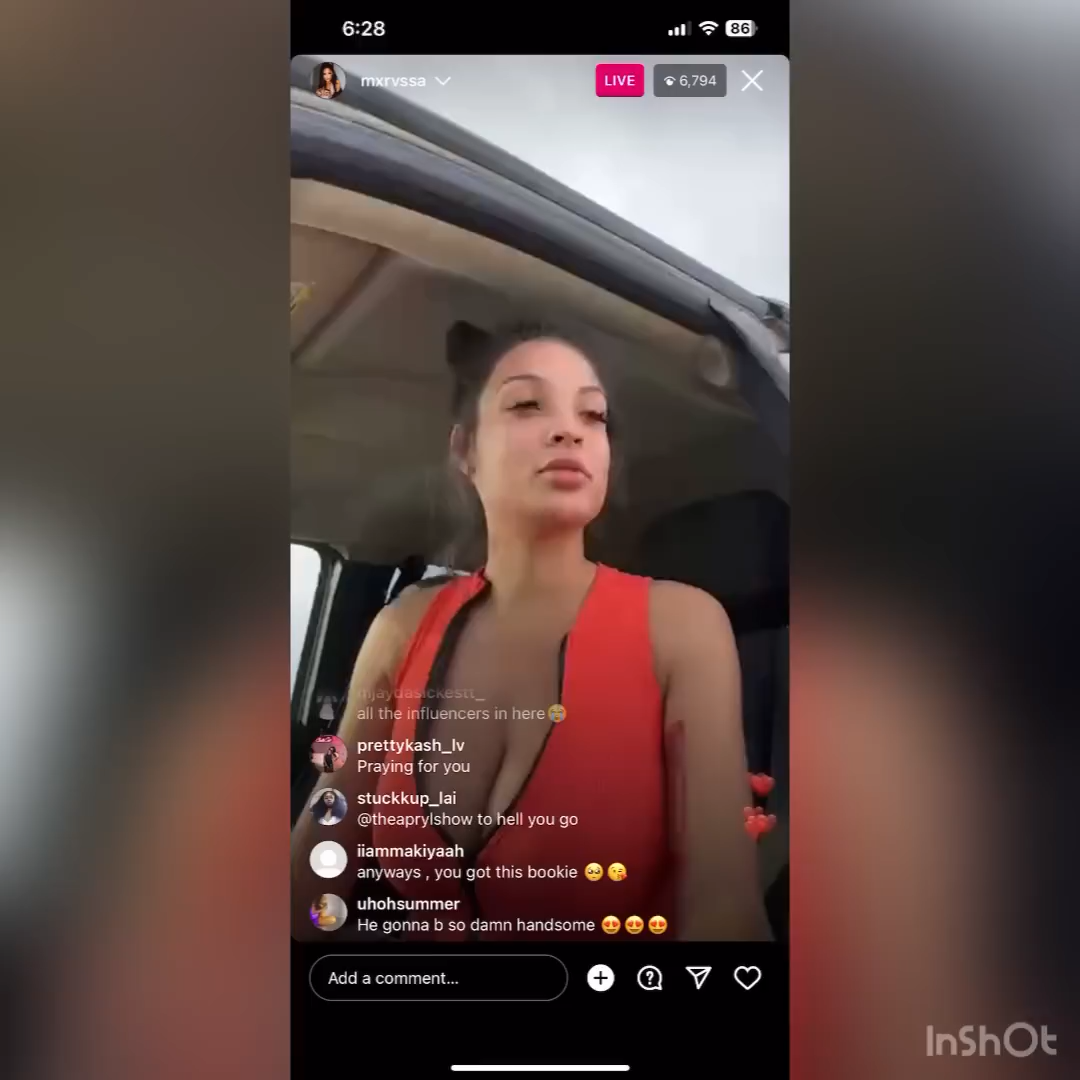 6:28
86
mxrvssa
LIVE
6,794
mjaydasickestt_
all the influencers in here😭
prettykash_lv
Praying for you
stuckkup_lai
@theaprylshow to hell you go
iiammakiyaah
anyways , you got this bookie 🥺😘
uhohsummer
He gonna b so damn handsome 😍😍😍
Add a comment...
InShOt